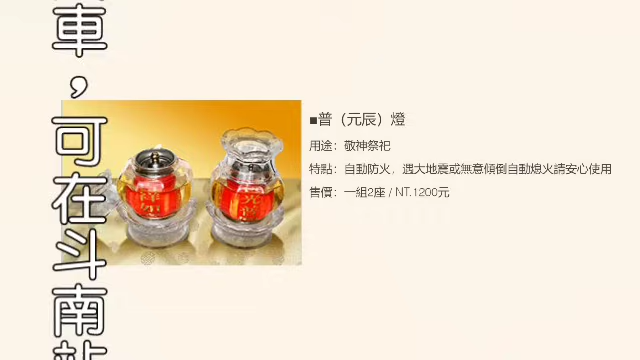 車，可在斗南
■普（元辰）燈
用途：敬神祭祀
特點：自動防火，遇大地震或無意傾倒自動熄火請安心使用
售價：一組2座 / NT.1200元